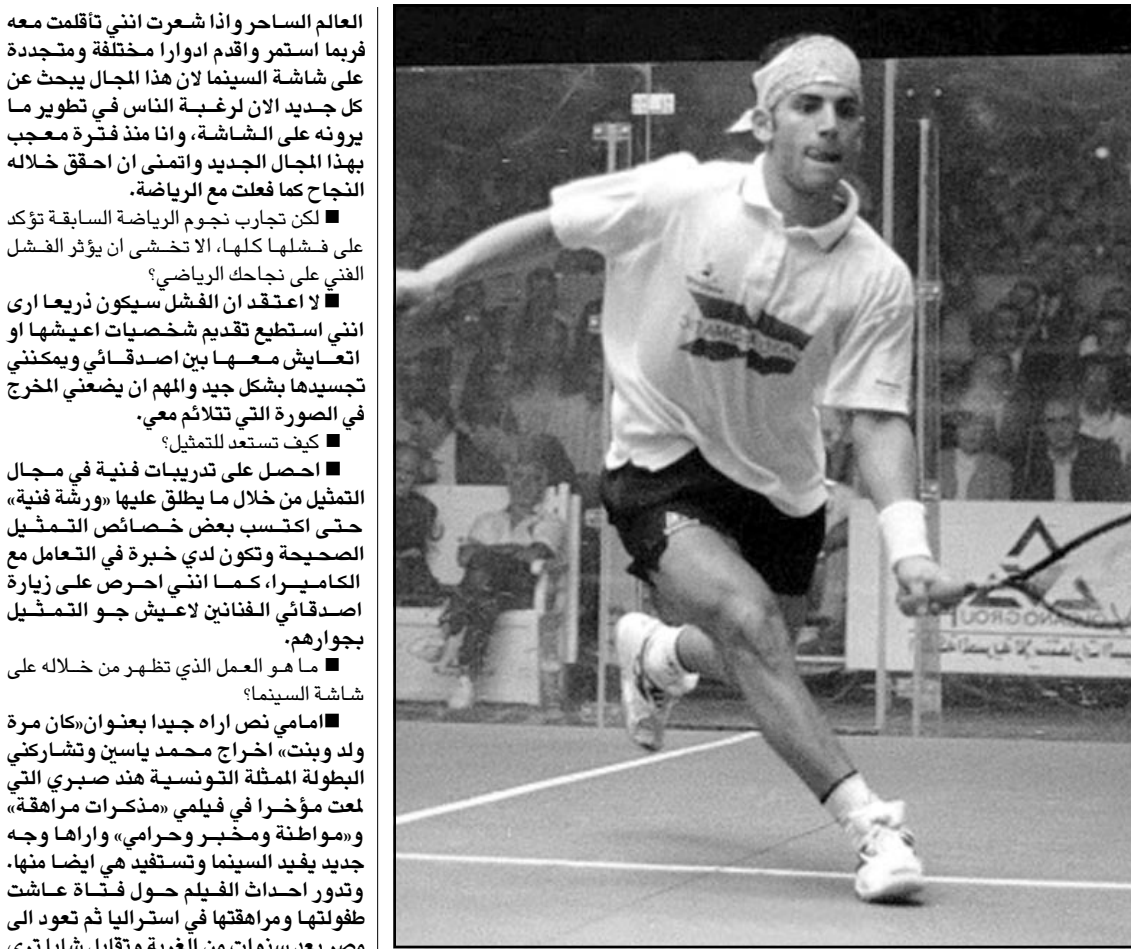 العالم الساحر واذا شعرت انني تأقلمت معه
فربما استمر واقدم ادوارا مختلفة ومتجددة
على شاشة السينما لان هذا المجال يبحث عن
كل جديد الان لرغبة الناس في تطوير ما
يرونه على الشاشة، وانا منذ فترة معجب
بهذا المجال الجديد واتمنى ان احقق خلاله
النجاح كما فعلت مع الرياضة.
■ لكن تجارب نجوم الرياضة السابقة تؤكد
على فشلها كلها، الا تخشى ان يؤثر الفشل
الفني على نجاحك الرياضي؟
■ لا اعتقد ان الفشل سيكون ذريعا ارى
انني استطيع تقديم شخصيات اعيشها او
اتعايش معها بين اصدقائي ويمكنني
تجسيدها بشكل جيد والمهم ان يضعني المخرج
في الصورة التي تتلائم معي.
■ كيف تستعد للتمثيل؟
■ احصل على تدريبات فنية في مجال
التمثيل من خلال ما يطلق عليها «ورشة فنية»
حتى اكتسب بعض خصائص التمثيل
الصحيحة وتكون لدي خبرة في التعامل مع
الكاميرا، كما انني احرص على زيارة
اصدقائي الفنانين لاعيش جو التمثيل
بجوارهم.
■ ما هو العمل الذي تظهر من خلاله على
شاشة السينما؟
■امامي نص اراه جيدا بعنوان«كان مرة
ولد وبنت» اخراج محمد ياسين وتشاركني
البطولة الممثلة التونسية هند صبري التي
لمعت مؤخرا في فيلمي «مذكرات مراهقة»
و«مواطنة ومخبر وحرامي» واراها وجه
جديد يفيد السينما وتستفيد هي ايضا منها.
وتدور احداث الفيلم حول فتاة عاشت
طفولتها ومراهقتها في استراليا ثم تعود الى
مصر بعد سنوات من الغربة وتقابل شابا ترى